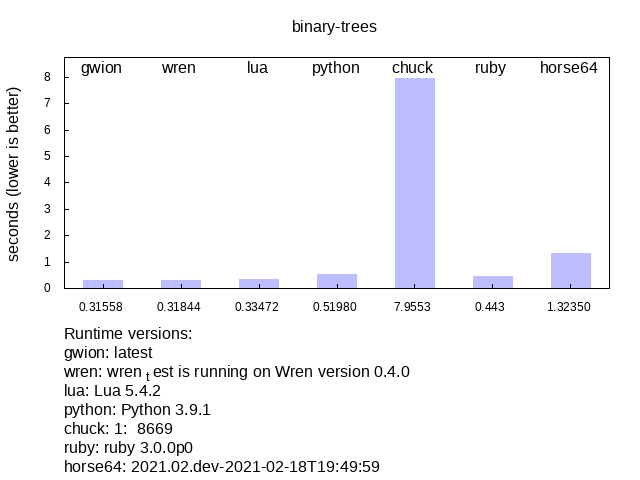 binary-trees
gwion wren lua python chuck ruby horse64
8
7
6
5
4
3
2
1
0
seconds (lower is better)
0.31558 0.31844 0.33472 0.51980 7.9553 0.443 1.32350
Runtime versions:
gwion: latest
wren: wren test is running on Wren version 0.4.0
lua: Lua 5.4.2
python: Python 3.9.1
chuck: 1: 8669
ruby: ruby 3.0.0p0
horse64: 2021.02.dev-2021-02-18T19:49:59